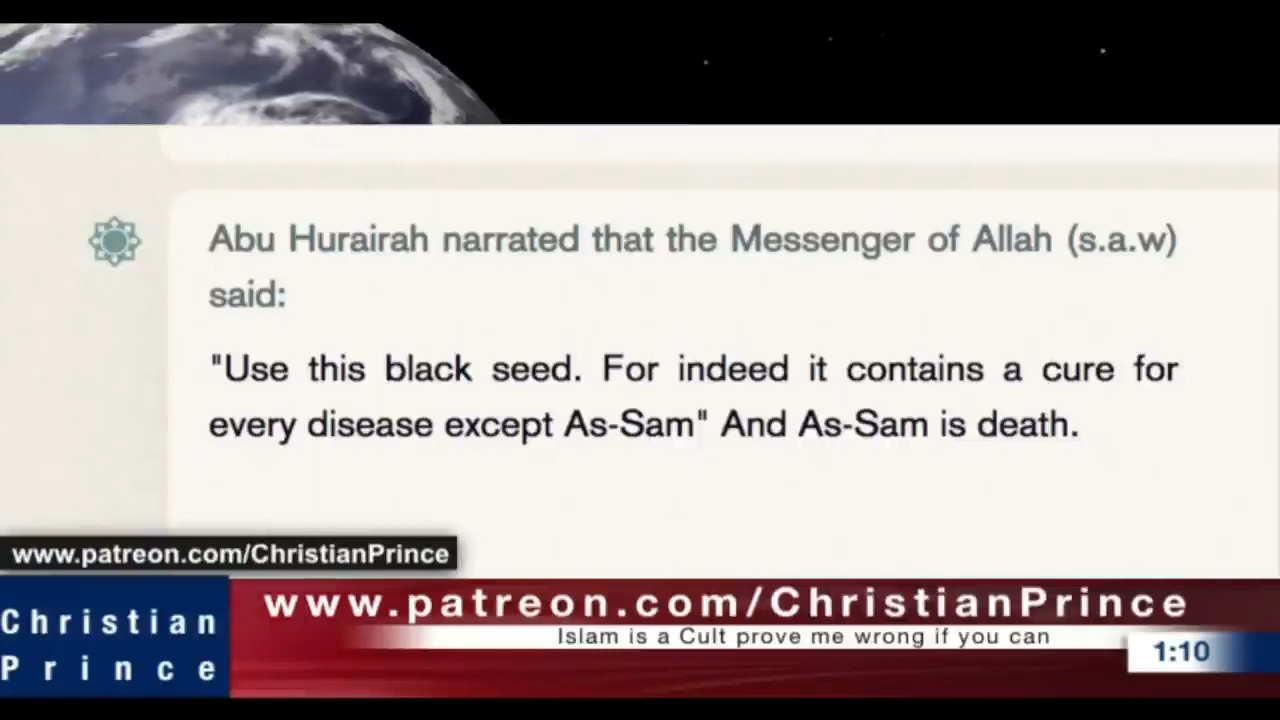 Abu Hurairah narrated that the Messenger of Allah (s.a.w)
said:
"Use this black seed. For indeed it contains a cure for
every disease except As-Sam" And As-Sam is death.
www.patreon.com/ChristianPrince
Christian
Prince
www.patreon.com/ChristianPrince
Islam is a Cult prove me wrong if you can
1:10